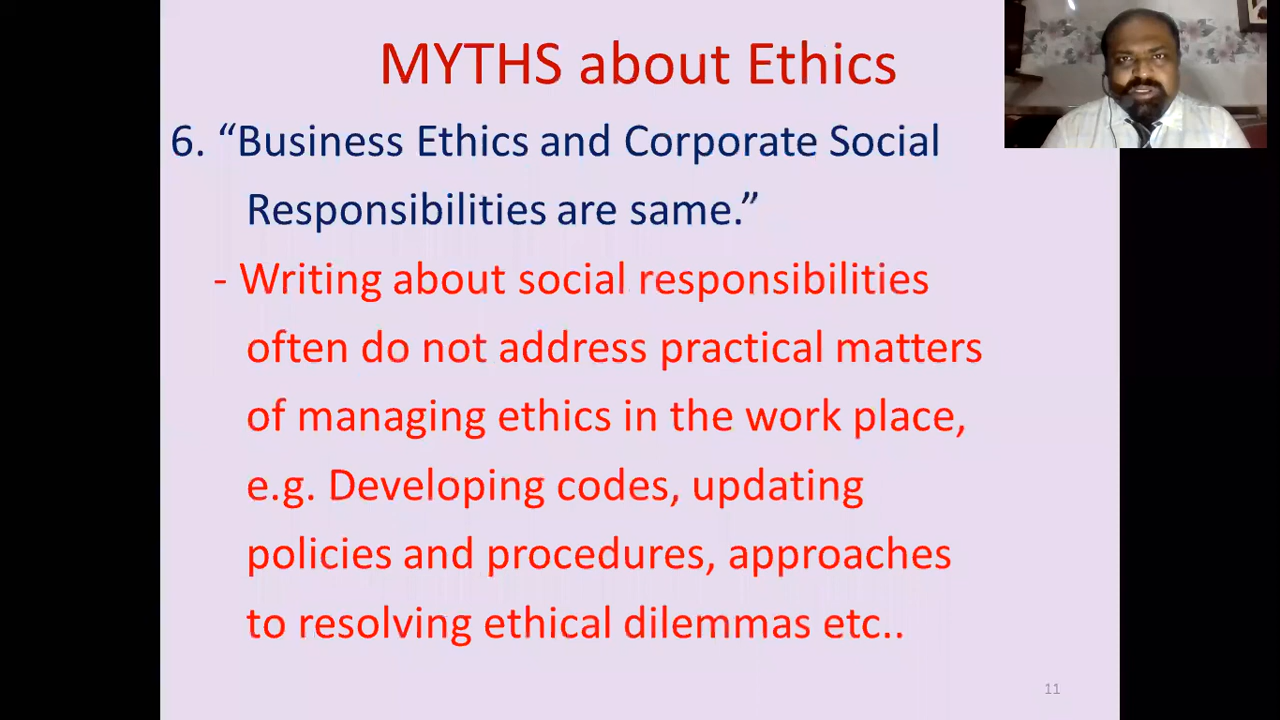 MYTHS about Ethics
6. “Business Ethics and Corporate Social
Responsibilities are same.”
- Writing about social responsibilities
often do not address practical matters
of managing ethics in the work place,
e.g. Developing codes, updating
policies and procedures, approaches
to resolving ethical dilemmas etc..
11